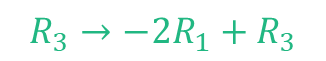 R₃ → −2R₁ + R₃